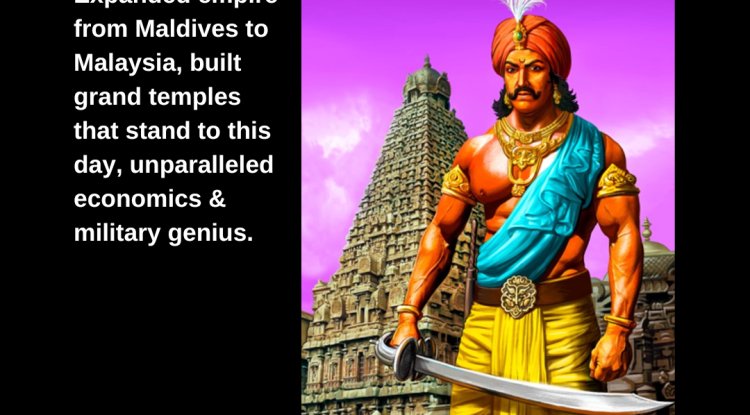 Expanded empire
from Maldives to
Malaysia, built
grand temples
that stand to this
day, unparalleled
economics &
military genius.